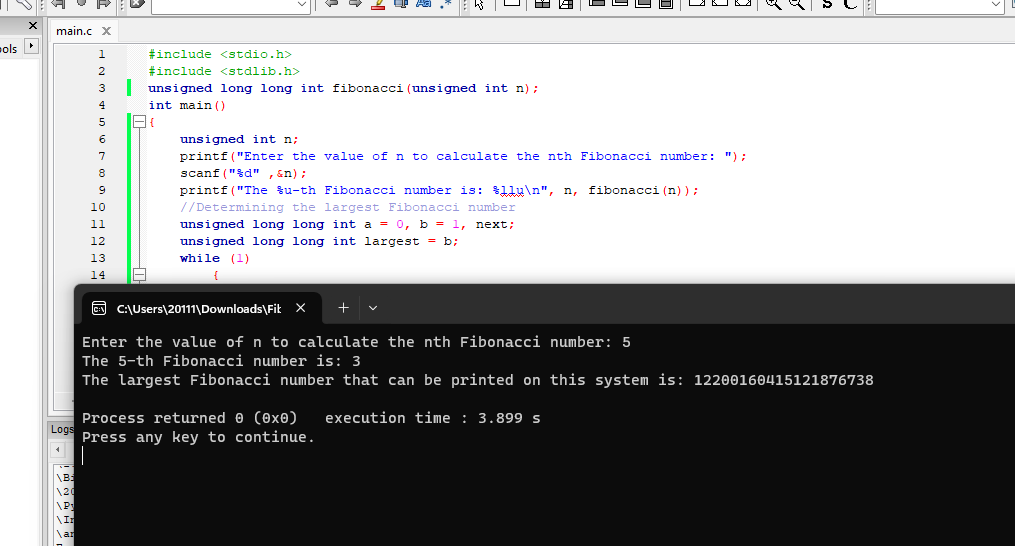 S C
ools
main.c
1 #include <stdio.h>
2 #include <stdlib.h>
3 unsigned long long int fibonacci(unsigned int n);
4 int main()
5 {
6 unsigned int n;
7 printf("Enter the value of n to calculate the nth Fibonacci number: ");
8 scanf("%d" ,&n);
9 printf("The %u-th Fibonacci number is: %llu\n", n, fibonacci(n));
10 //Determining the largest Fibonacci number
11 unsigned long long int a = 0, b = 1, next;
12 unsigned long long int largest = b;
13 while (1)
14 {
C:\Users\20111\Downloads\Fib
Enter the value of n to calculate the nth Fibonacci number: 5
The 5-th Fibonacci number is: 3
The largest Fibonacci number that can be printed on this system is: 12200160415121876738
Process returned 0 (0x0) execution time : 3.899 s
Press any key to continue.
Logs
\Bi
\20
\Py
\In
\an